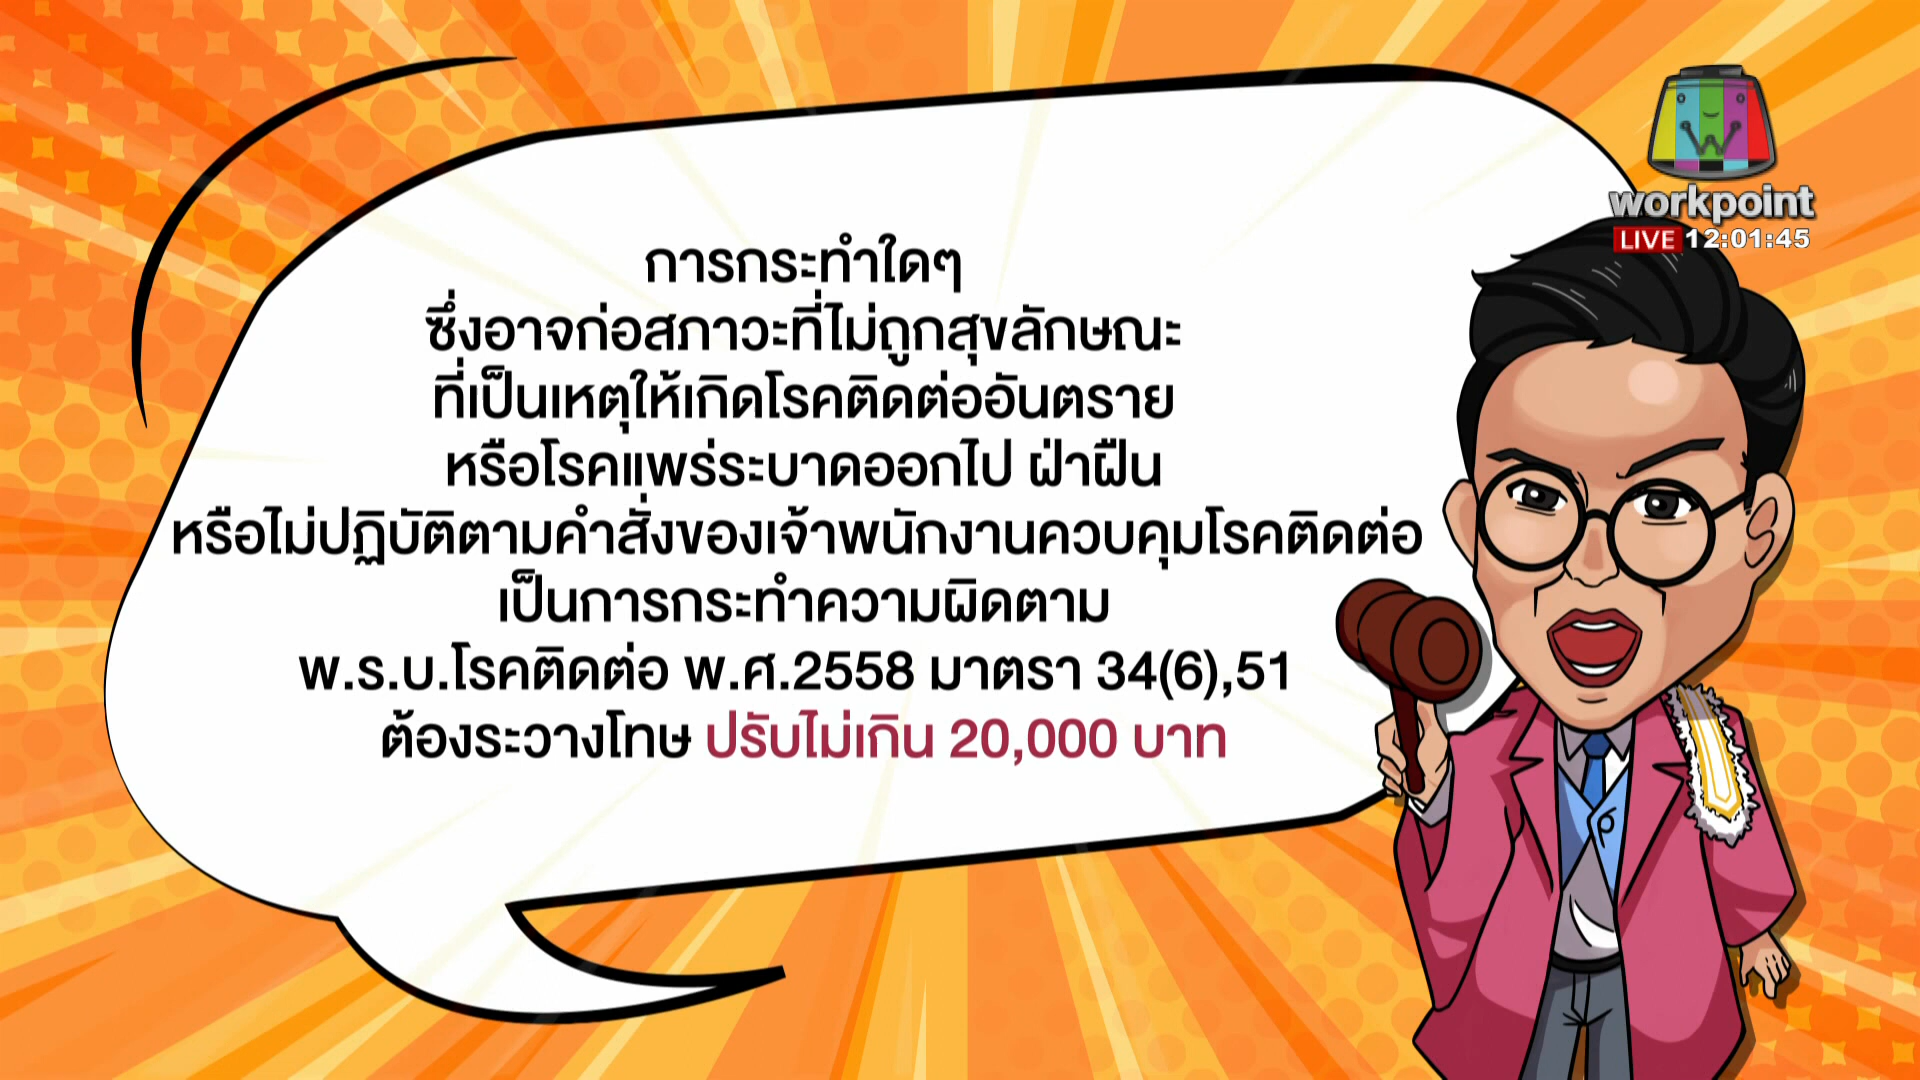 การกระทำใดๆ
ซึ่งอาจก่อสภาวะที่ไม่ถูกสุขลักษณะ
ที่เป็นเหตุให้เกิดโรคติดต่ออันตราย
หรือโรคแพร่ระบาดออกไป ฝ่าฝืน
หรือไม่ปฏิบัติตามคำสั่งของเจ้าพนักงานควบคุมโรคติดต่อ
เป็นการกระทำความผิดตาม
พ.ร.บ.โรคติดต่อ พ.ศ.2558 มาตรา 34(6),51
ต้องระวางโทษ ปรับไม่เกิน 20,000 บาท
workpoint
LIVE 12:01:45